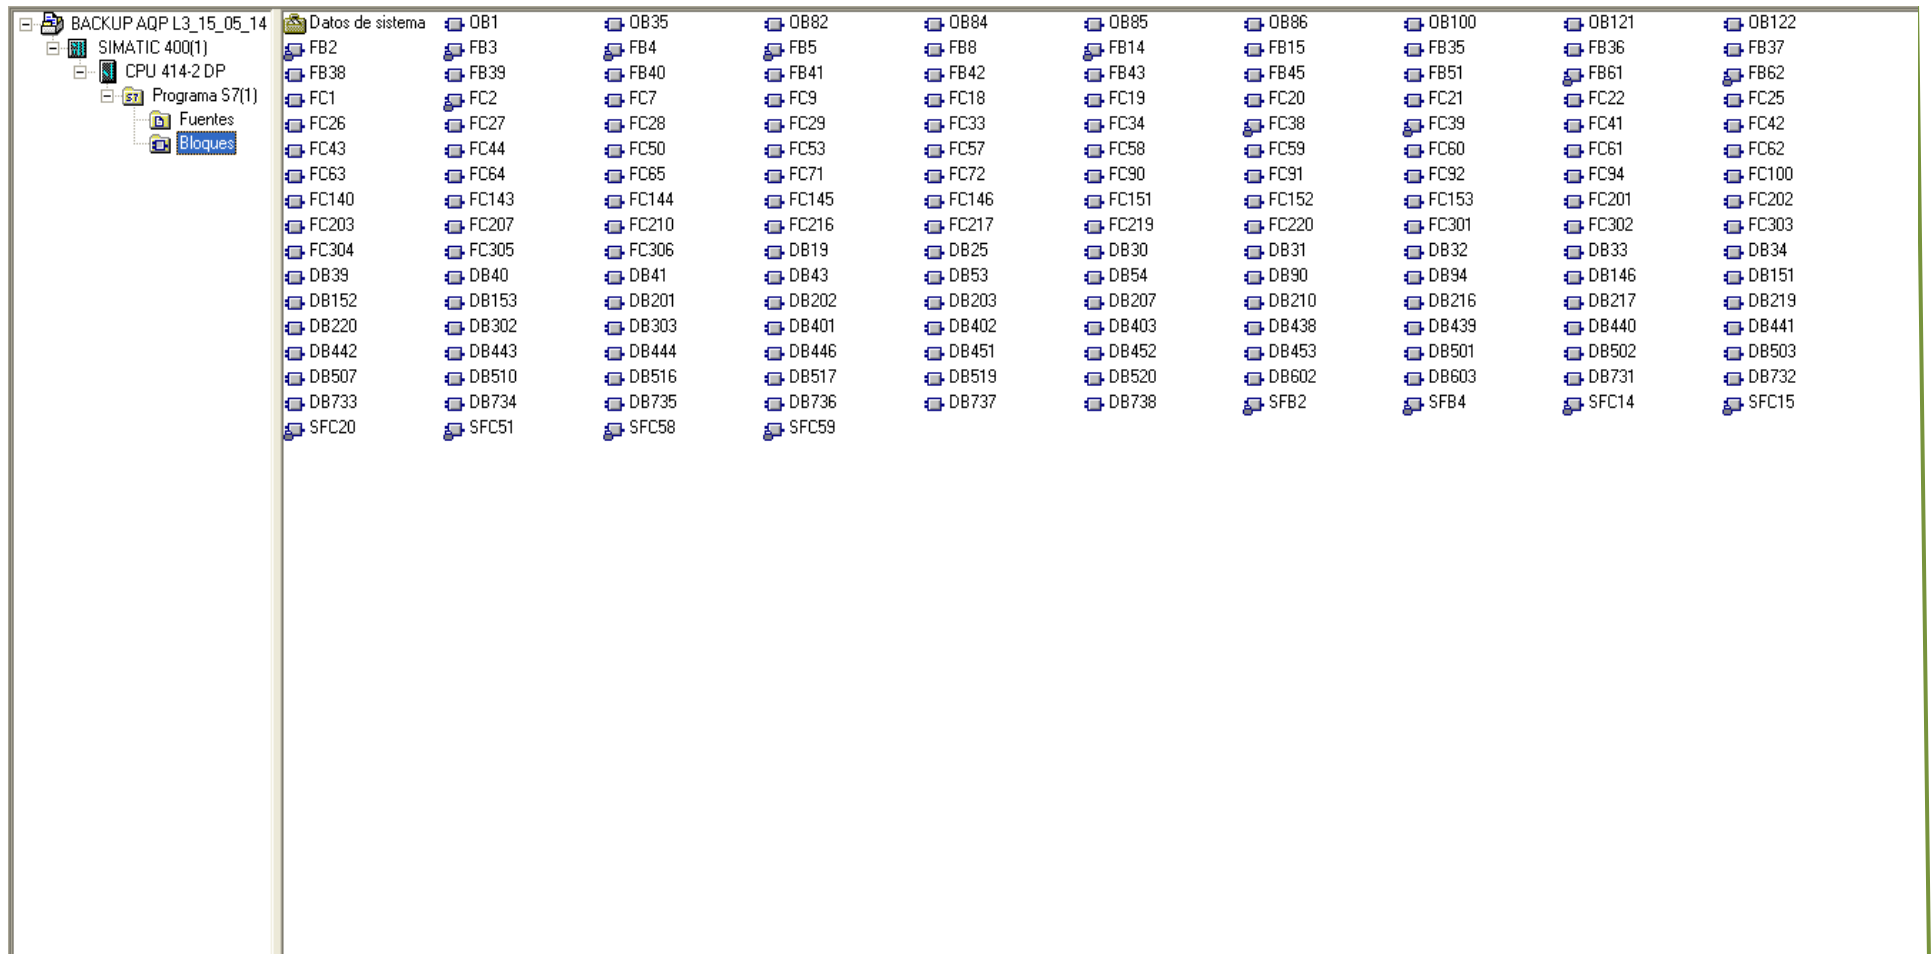 BACKUP AQP L3_15_05_14
SIMATIC 400(1)
CPU 414-2 DP
Programa S7(1)
Fuentes
Bloques
Datos de sistema OB1 OB35 OB82 OB84 OB85 OB86 OB100 OB121 OB122
FB2 FB3 FB4 FB5 FB8 FB14 FB15 FB35 FB36 FB37
FB38 FB39 FB40 FB41 FB42 FB43 FB45 FB51 FB61 FB62
FC1 FC2 FC7 FC9 FC18 FC19 FC20 FC21 FC22 FC25
FC26 FC27 FC28 FC29 FC33 FC34 FC38 FC39 FC41 FC42
FC43 FC44 FC50 FC53 FC57 FC58 FC59 FC60 FC61 FC62
FC63 FC64 FC65 FC71 FC72 FC90 FC91 FC92 FC94 FC100
FC140 FC143 FC144 FC145 FC146 FC151 FC152 FC153 FC201 FC202
FC203 FC207 FC210 FC216 FC217 FC219 FC220 FC301 FC302 FC303
FC304 FC305 FC306 DB19 DB25 DB30 DB31 DB32 DB33 DB34
DB39 DB40 DB41 DB43 DB53 DB54 DB90 DB94 DB146 DB151
DB152 DB153 DB201 DB202 DB203 DB207 DB210 DB216 DB217 DB219
DB220 DB302 DB303 DB401 DB402 DB403 DB438 DB439 DB440 DB441
DB442 DB443 DB444 DB446 DB451 DB452 DB453 DB501 DB502 DB503
DB507 DB510 DB516 DB517 DB519 DB520 DB602 DB603 DB731 DB732
DB733 DB734 DB735 DB736 DB737 DB738 SFB2 SFB4 SFC14 SFC15
SFC20 SFC51 SFC58 SFC59